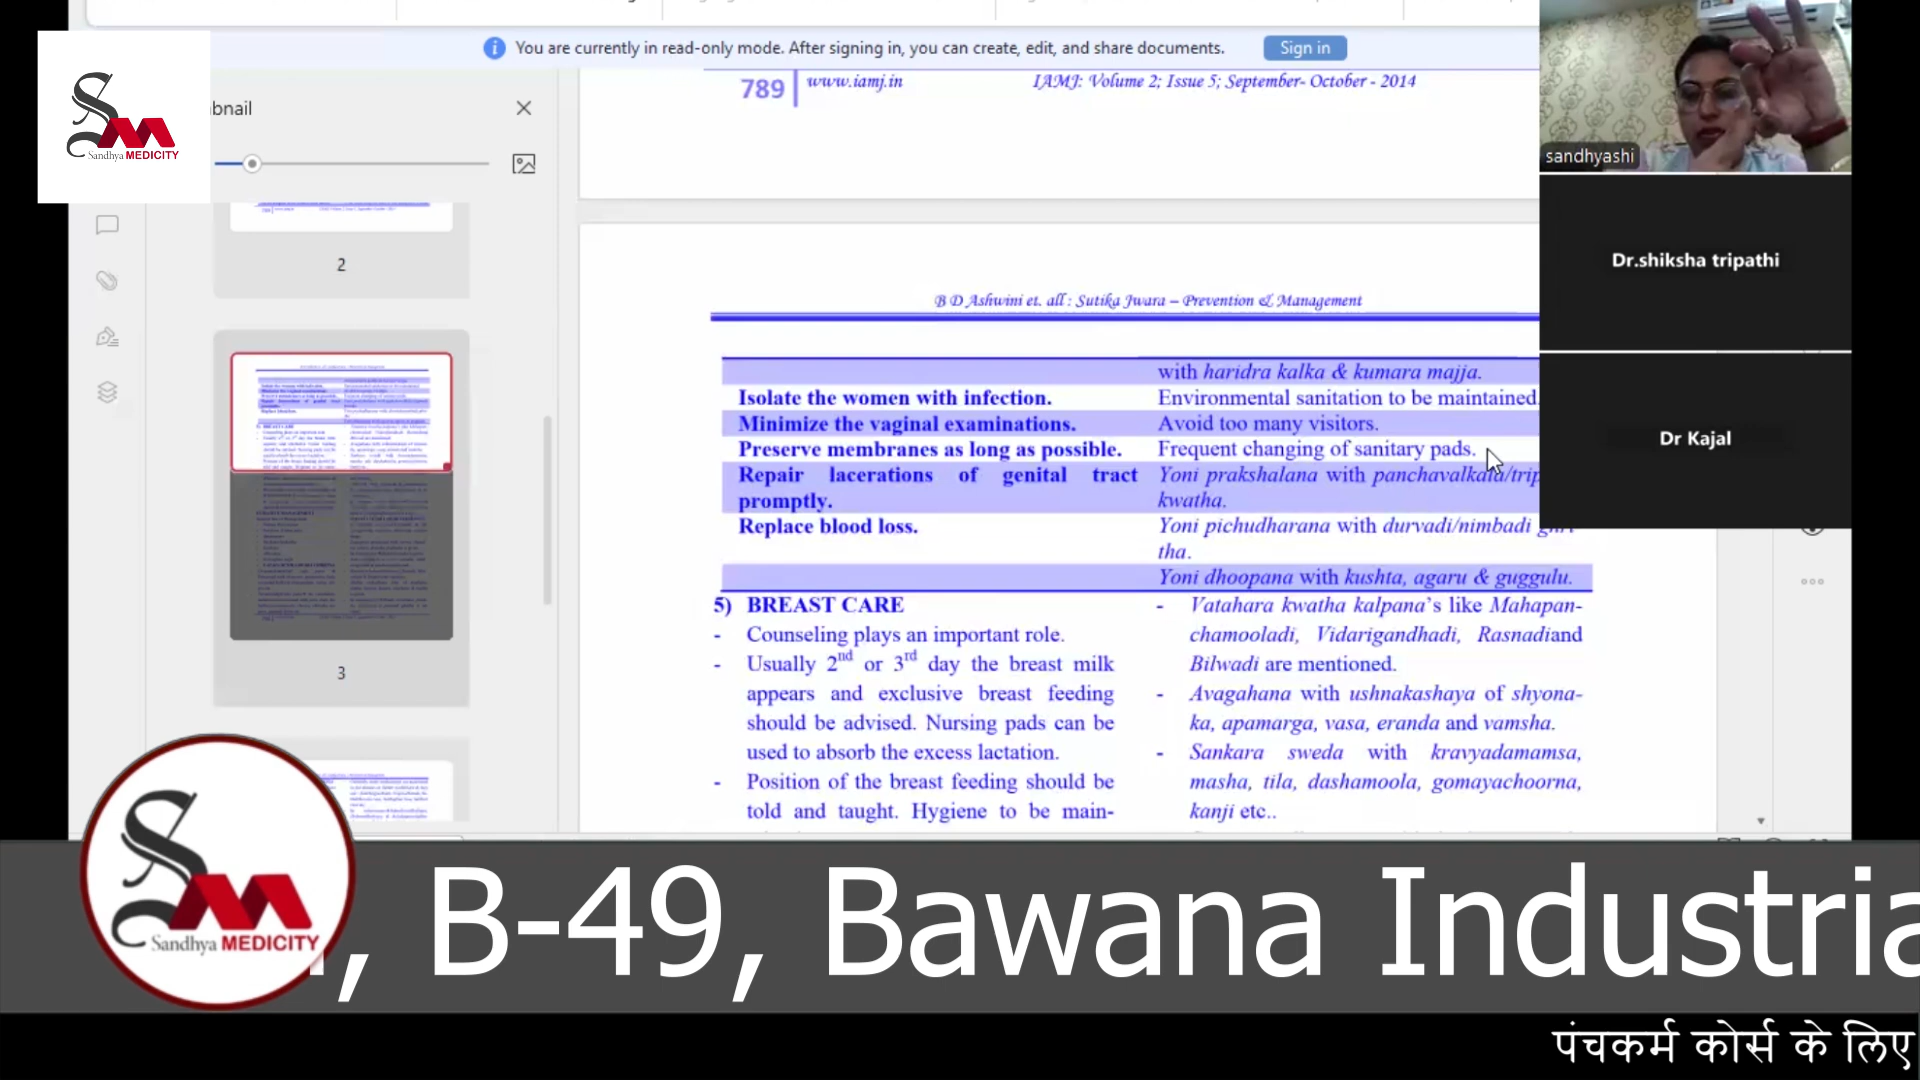 You are currently in read-only mode. After signing in, you can create, edit, and share documents.
Sign in
Sandhya MEDICITY
bnail
789 www.iamj.in IAMJ: Volume 2; Issue 5; September- October - 2014
sandhyashi
Dr.shiksha tripathi
Dr Kajal
2
3
B D Ashwini et. all : Sutika Jwara – Prevention & Management
with haridra kalka & kumara majja.
Isolate the women with infection. Environmental sanitation to be maintained.
Minimize the vaginal examinations. Avoid too many visitors.
Preserve membranes as long as possible. Frequent changing of sanitary pads.
Repair lacerations of genital tract Yoni prakshalana with panchavalkala/trip
promptly. kwatha.
Replace blood loss. Yoni pichudharana with durvadi/nimbadi ghri-
tha.
Yoni dhoopana with kushta, agaru & guggulu.
5) BREAST CARE
- Counseling plays an important role.
- Usually 2nd or 3rd day the breast milk
appears and exclusive breast feeding
should be advised. Nursing pads can be
used to absorb the excess lactation.
- Position of the breast feeding should be
told and taught. Hygiene to be main-
- Vatahara kwatha kalpana’s like Mahapan-
chamooladi, Vidarigandhadi, Rasnadiand
Bilwadi are mentioned.
- Avagahana with ushnakashaya of shyona-
ka, apamarga, vasa, eranda and vamsha.
- Sankara sweda with kravyadamamsa,
masha, tila, dashamoola, gomayachoorna,
kanji etc..
Sandhya MEDICITY
, B-49, Bawana Industria
पंचकर्म कोर्स के लिए